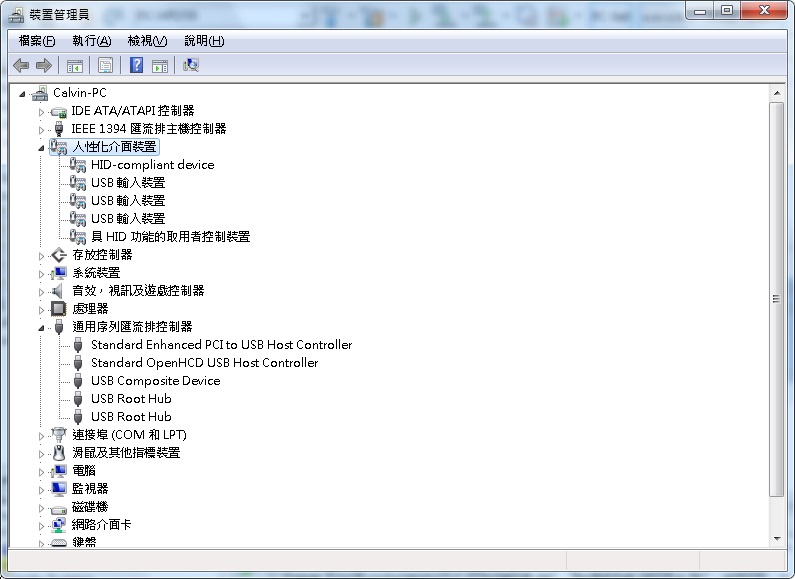 裝置管理員
檔案(F) 執行(A) 檢視(V) 說明(H)
Calvin-PC
IDE ATA/ATAPI 控制器
IEEE 1394 匯流排主機控制器
人性化介面裝置
HID-compliant device
USB 輸入裝置
USB 輸入裝置
USB 輸入裝置
具 HID 功能的取用者控制裝置
存放控制器
系統裝置
音效，視訊及遊戲控制器
處理器
通用序列匯流排控制器
Standard Enhanced PCI to USB Host Controller
Standard OpenHCD USB Host Controller
USB Composite Device
USB Root Hub
USB Root Hub
連接埠 (COM 和 LPT)
滑鼠及其他指標裝置
電腦
監視器
磁碟機
網路介面卡
鍵盤